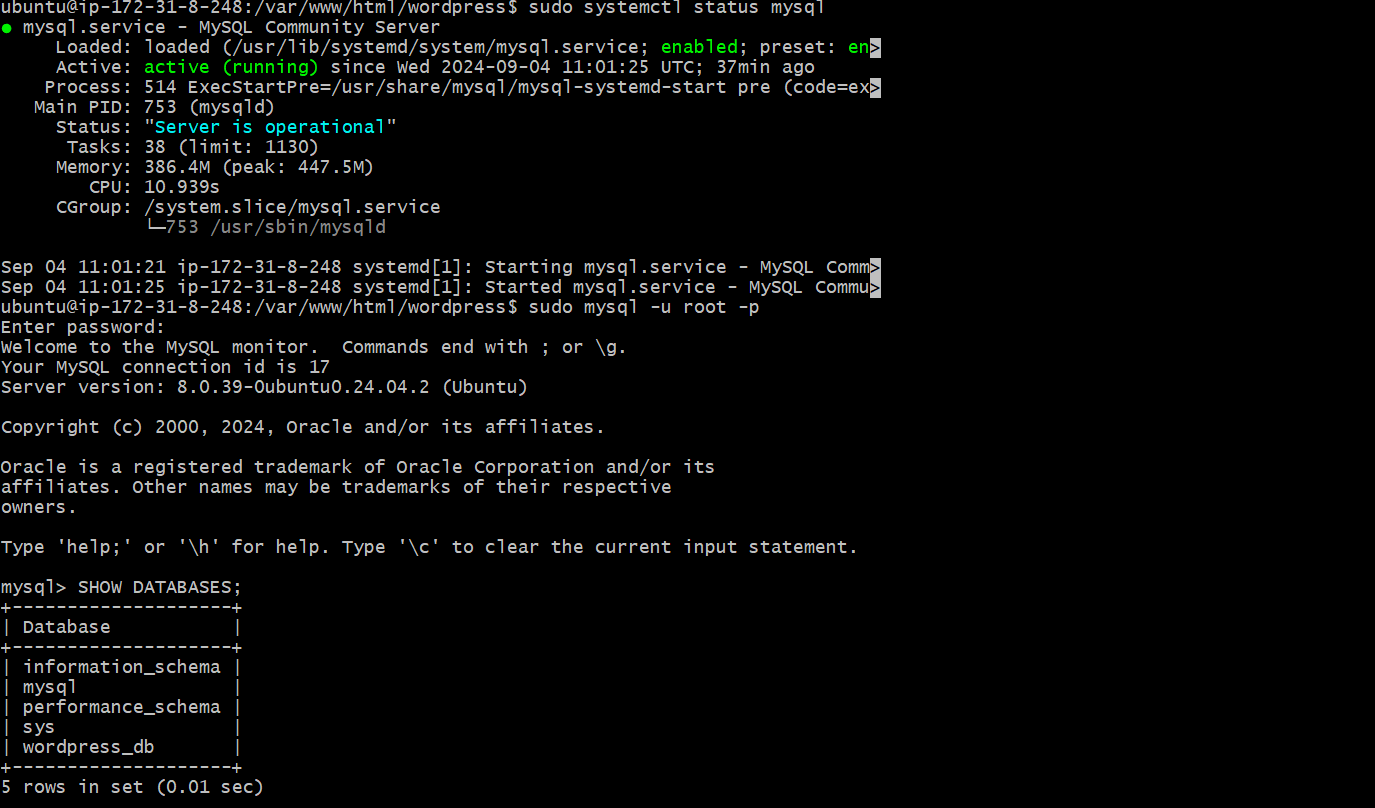 ubuntu@ip-172-31-8-248:/var/www/html/wordpress$ sudo systemctl status mysql
● mysql.service - MySQL Community Server
     Loaded: loaded (/usr/lib/systemd/system/mysql.service; enabled; preset: en>
     Active: active (running) since Wed 2024-09-04 11:01:25 UTC; 37min ago
    Process: 514 ExecStartPre=/usr/share/mysql/mysql-systemd-start pre (code=ex>
   Main PID: 753 (mysqld)
     Status: "Server is operational"
      Tasks: 38 (limit: 1130)
     Memory: 386.4M (peak: 447.5M)
        CPU: 10.939s
     CGroup: /system.slice/mysql.service
             └─753 /usr/sbin/mysqld

Sep 04 11:01:21 ip-172-31-8-248 systemd[1]: Starting mysql.service - MySQL Comm>
Sep 04 11:01:25 ip-172-31-8-248 systemd[1]: Started mysql.service - MySQL Commu>
ubuntu@ip-172-31-8-248:/var/www/html/wordpress$ sudo mysql -u root -p
Enter password:
Welcome to the MySQL monitor.  Commands end with ; or \g.
Your MySQL connection id is 17
Server version: 8.0.39-0ubuntu0.24.04.2 (Ubuntu)

Copyright (c) 2000, 2024, Oracle and/or its affiliates.

Oracle is a registered trademark of Oracle Corporation and/or its
affiliates. Other names may be trademarks of their respective
owners.

Type 'help;' or '\h' for help. Type '\c' to clear the current input statement.

mysql> SHOW DATABASES;
+--------------------+
| Database           |
+--------------------+
| information_schema |
| mysql              |
| performance_schema |
| sys                |
| wordpress_db       |
+--------------------+
5 rows in set (0.01 sec)